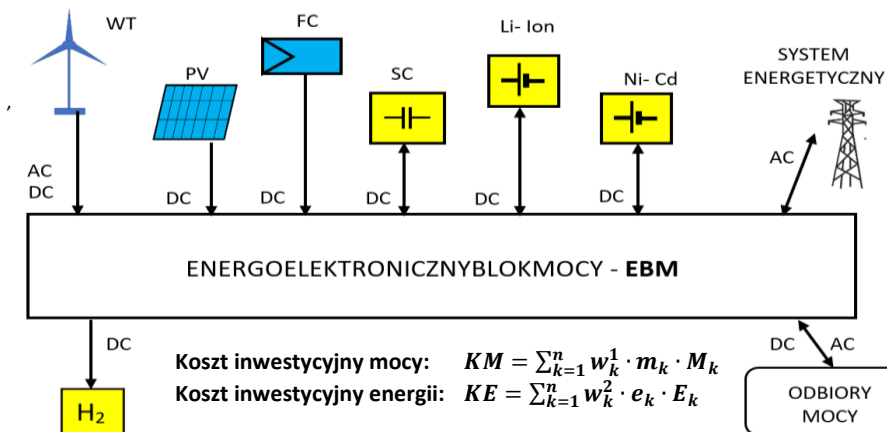 WT
FC
Li- Ion
SYSTEM
ENERGETYCZNY
PV
SC
Ni- Cd
,
AC
DC
DC
DC
DC
DC
DC
AC
ENERGOELEKTRONICZNYBLOKMOCY - EBM
DC
DC
AC
Koszt inwestycyjny mocy: KM = ∑ₖ₌₁ⁿ wₖ¹ · mₖ · Mₖ
Koszt inwestycyjny energii: KE = ∑ₖ₌₁ⁿ wₖ² · eₖ · Eₖ
H₂
ODBIORY
MOCY